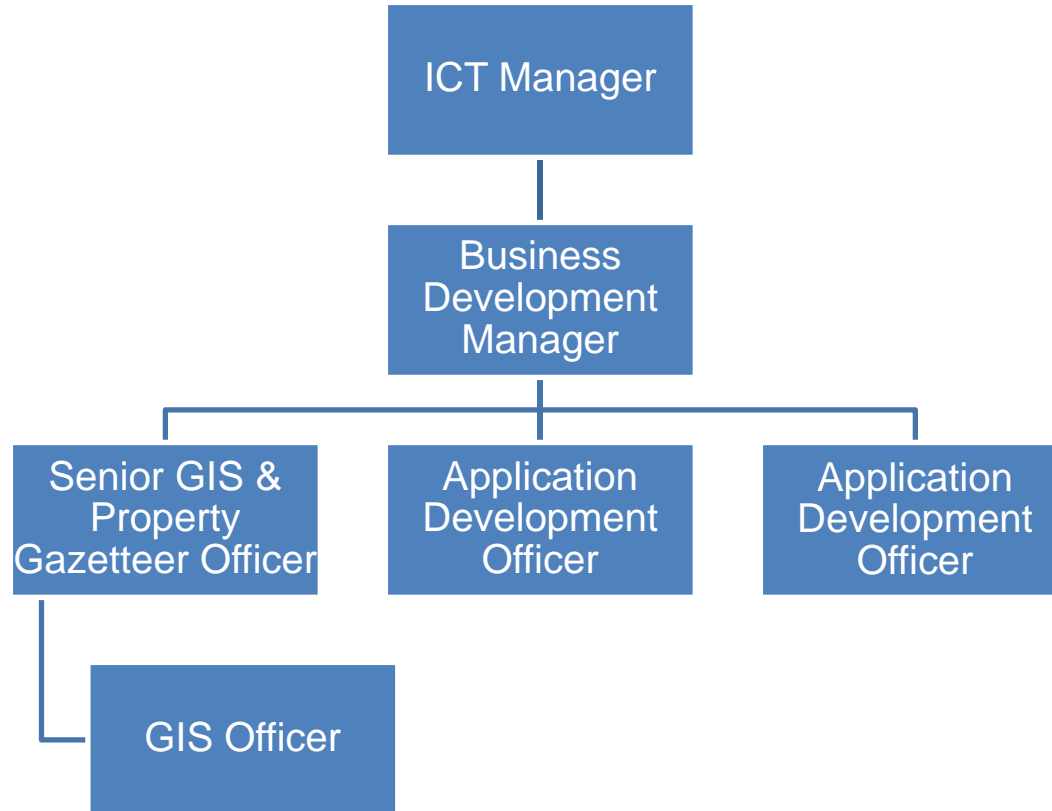 ICT Manager
Business
Development
Manager
Senior GIS &
Property
Gazetteer Officer
Application
Development
Officer
Application
Development
Officer
GIS Officer